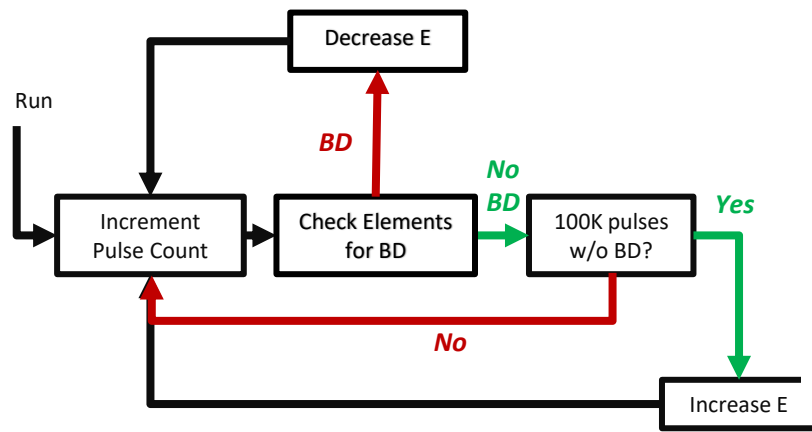 Decrease E
Run
BD
No
BD
Yes
Increment
Pulse Count
Check Elements
for BD
100K pulses
w/o BD?
No
Increase E